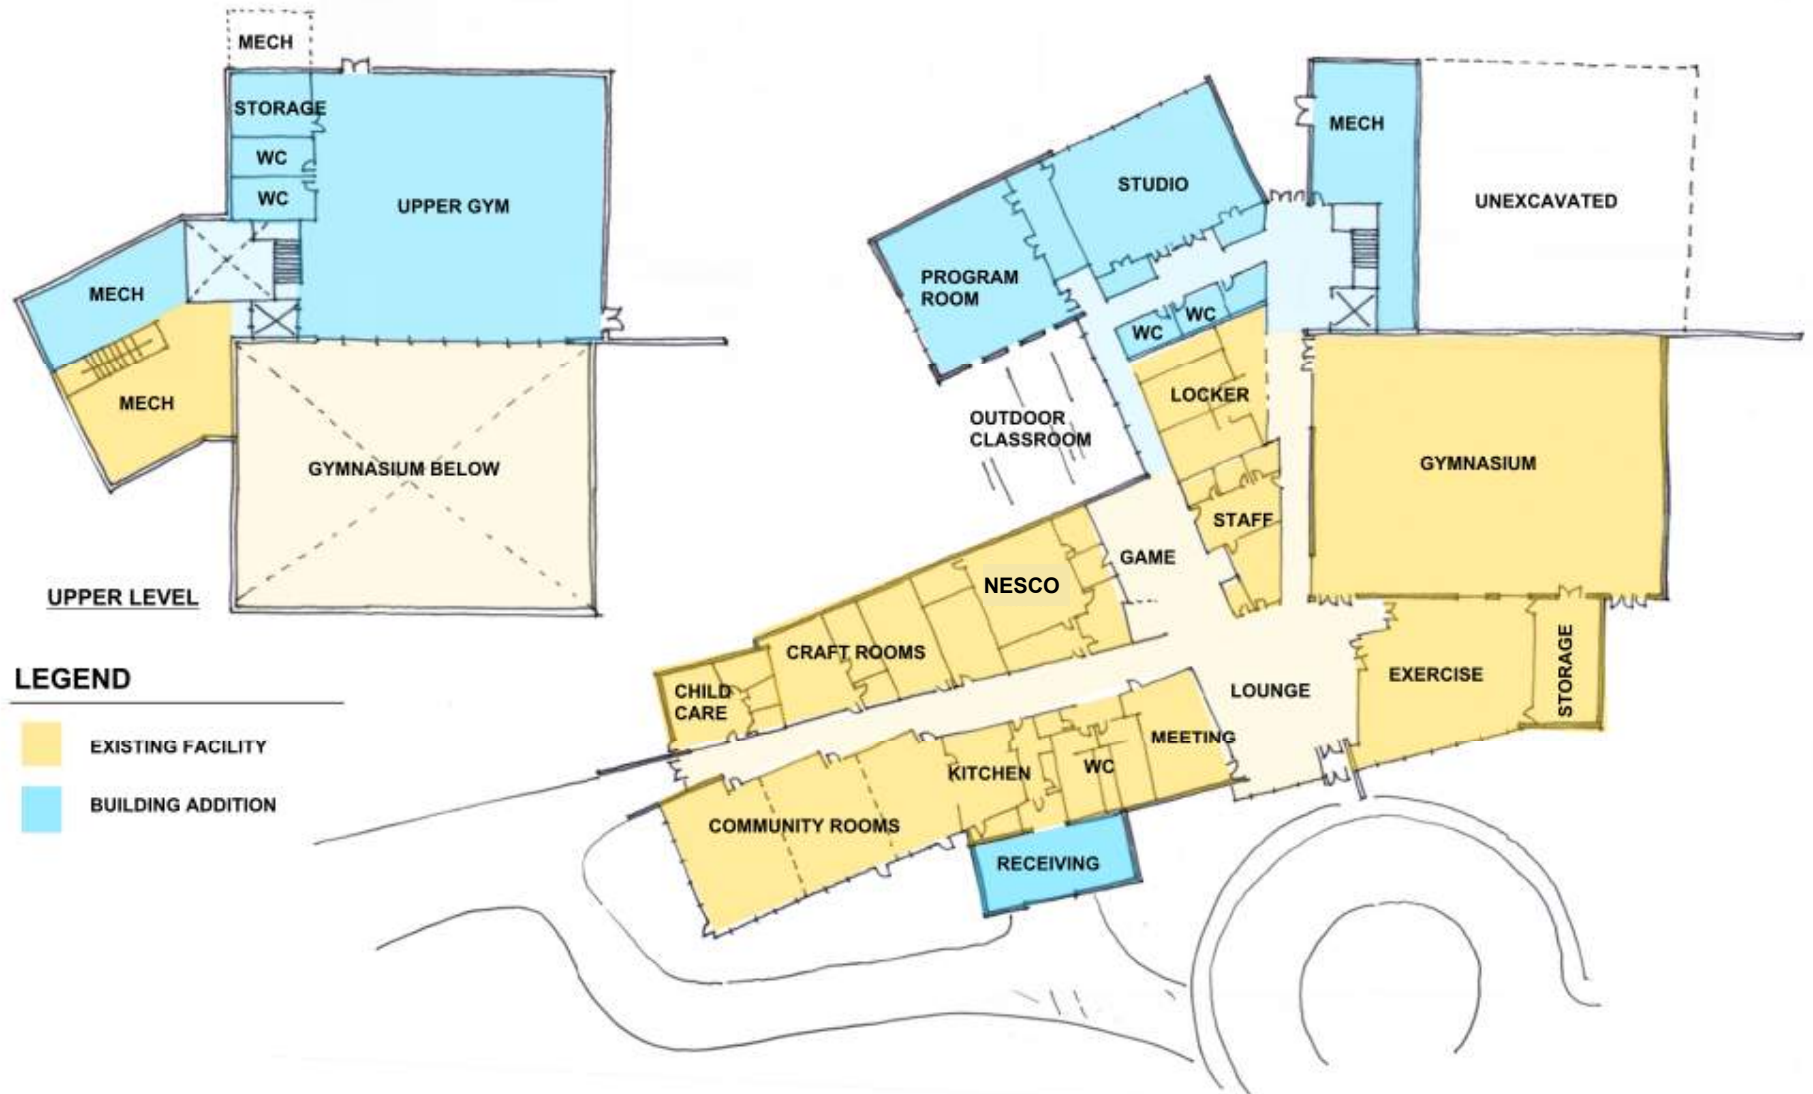 MECH
STORAGE
WC
WC
UPPER GYM
MECH
MECH
GYMNASIUM BELOW
UPPER LEVEL
LEGEND
EXISTING FACILITY
BUILDING ADDITION
MECH
STUDIO
UNEXCAVATED
PROGRAM
ROOM
WC
WC
LOCKER
OUTDOOR
CLASSROOM
GYMNASIUM
STAFF
GAME
NESCO
CRAFT ROOMS
CHILD
CARE
LOUNGE
EXERCISE
STORAGE
MEETING
KITCHEN
WC
COMMUNITY ROOMS
RECEIVING